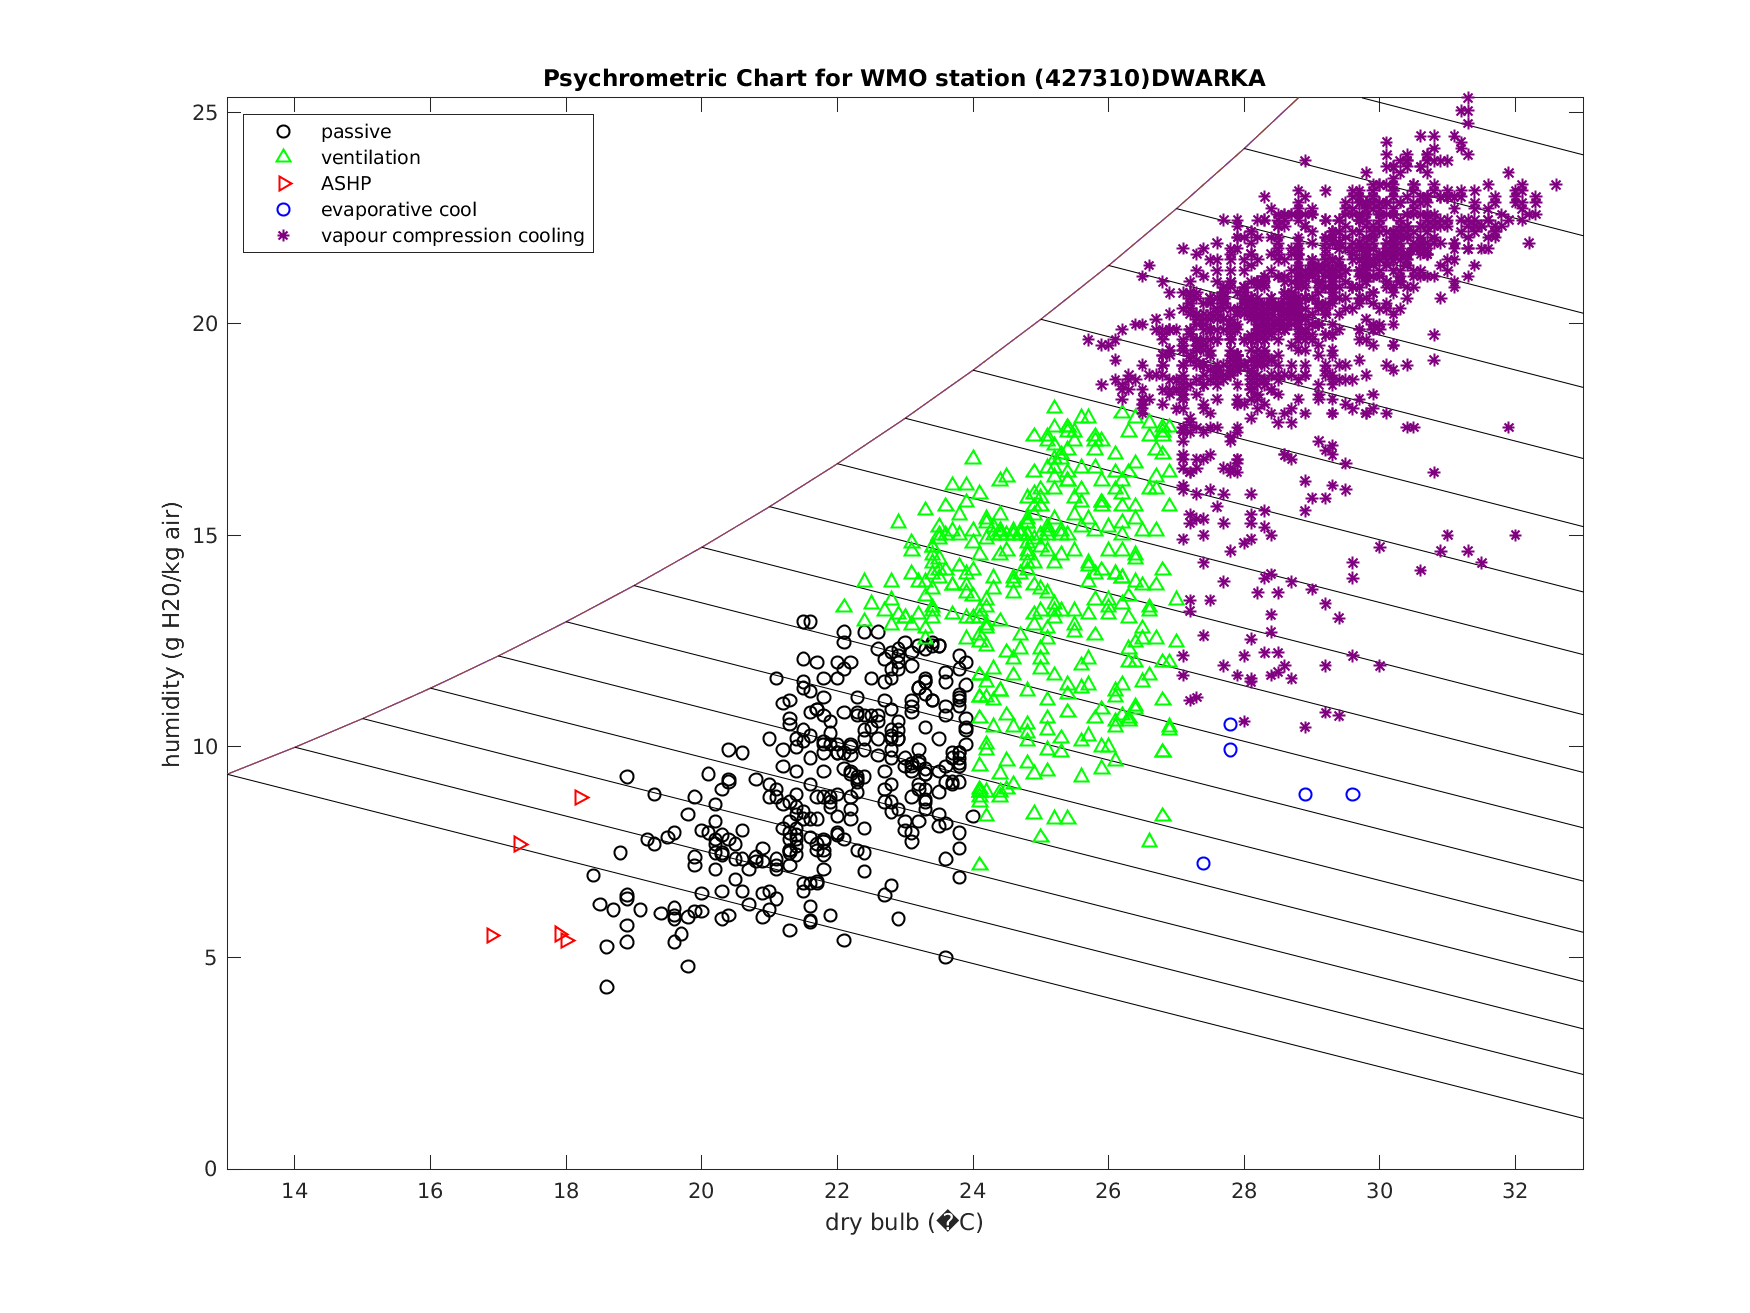 Psychrometric Chart for WMO station (427310)DWARKA
passive
ventilation
ASHP
evaporative cool
vapour compression cooling
humidity (g H20/kg air)
25
20
15
10
5
0
14 16 18 20 22 24 26 28 30 32
dry bulb (�C)